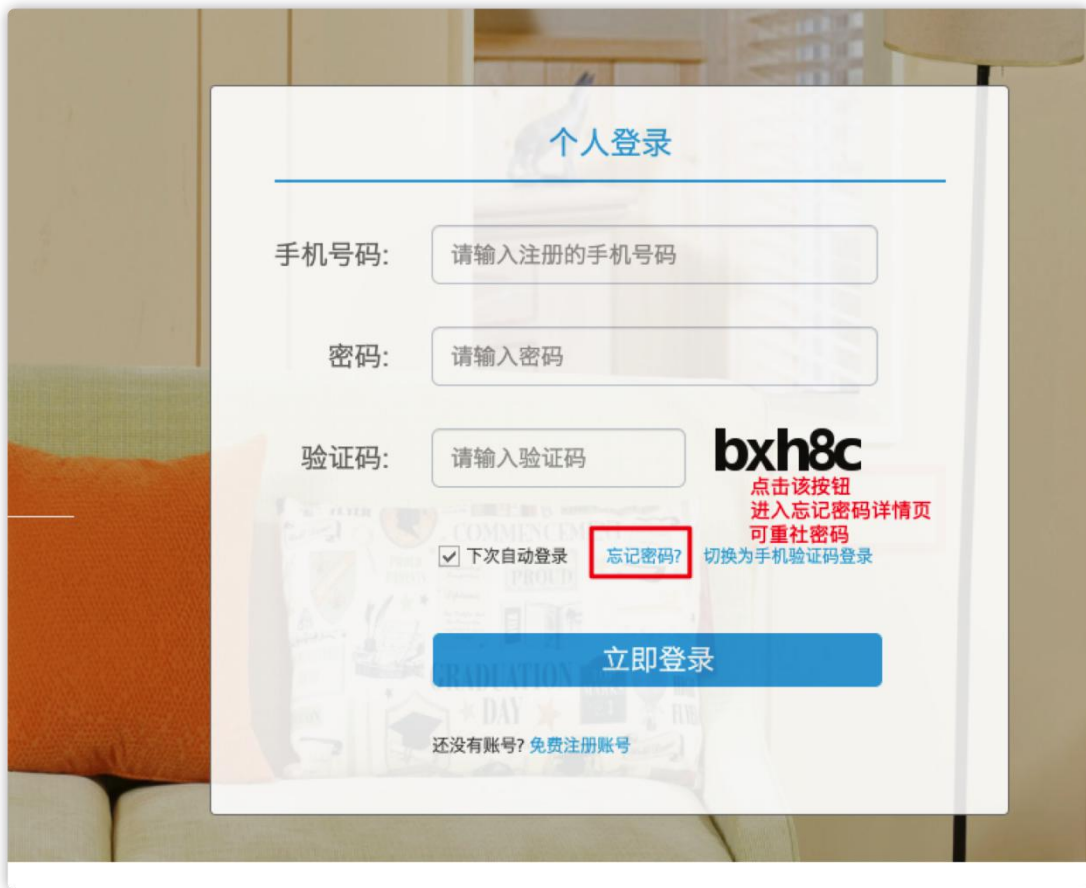 个人登录
手机号码: 请输入注册的手机号码
密码: 请输入密码
验证码: 请输入验证码 bxh8c
点击该按钮
进入忘记密码详情页
可重社密码
下次自动登录 忘记密码? 切换为手机验证码登录
立即登录
还没有账号? 免费注册账号
COMMENCEMENT
PROUD
GRADUATION
DAY